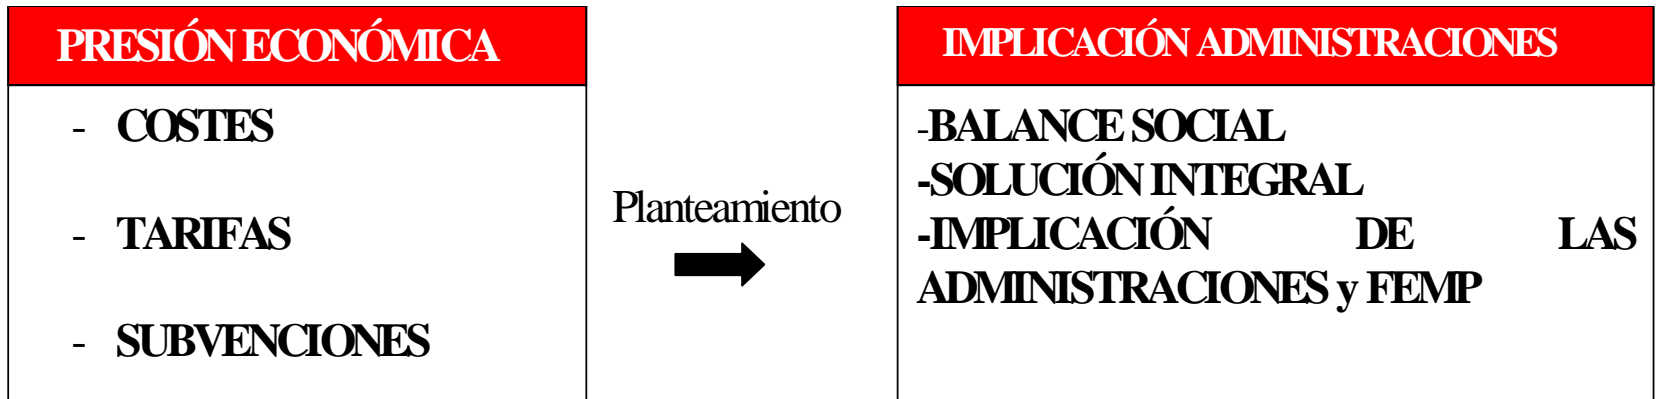 PRESIÓN ECONÓMICA
- COSTES
- TARIFAS
- SUBVENCIONES
Planteamiento
IMPLICACIÓN ADMINISTRACIONES
-BALANCE SOCIAL
-SOLUCIÓN INTEGRAL
-IMPLICACIÓN DE LAS
ADMINISTRACIONES y FEMP